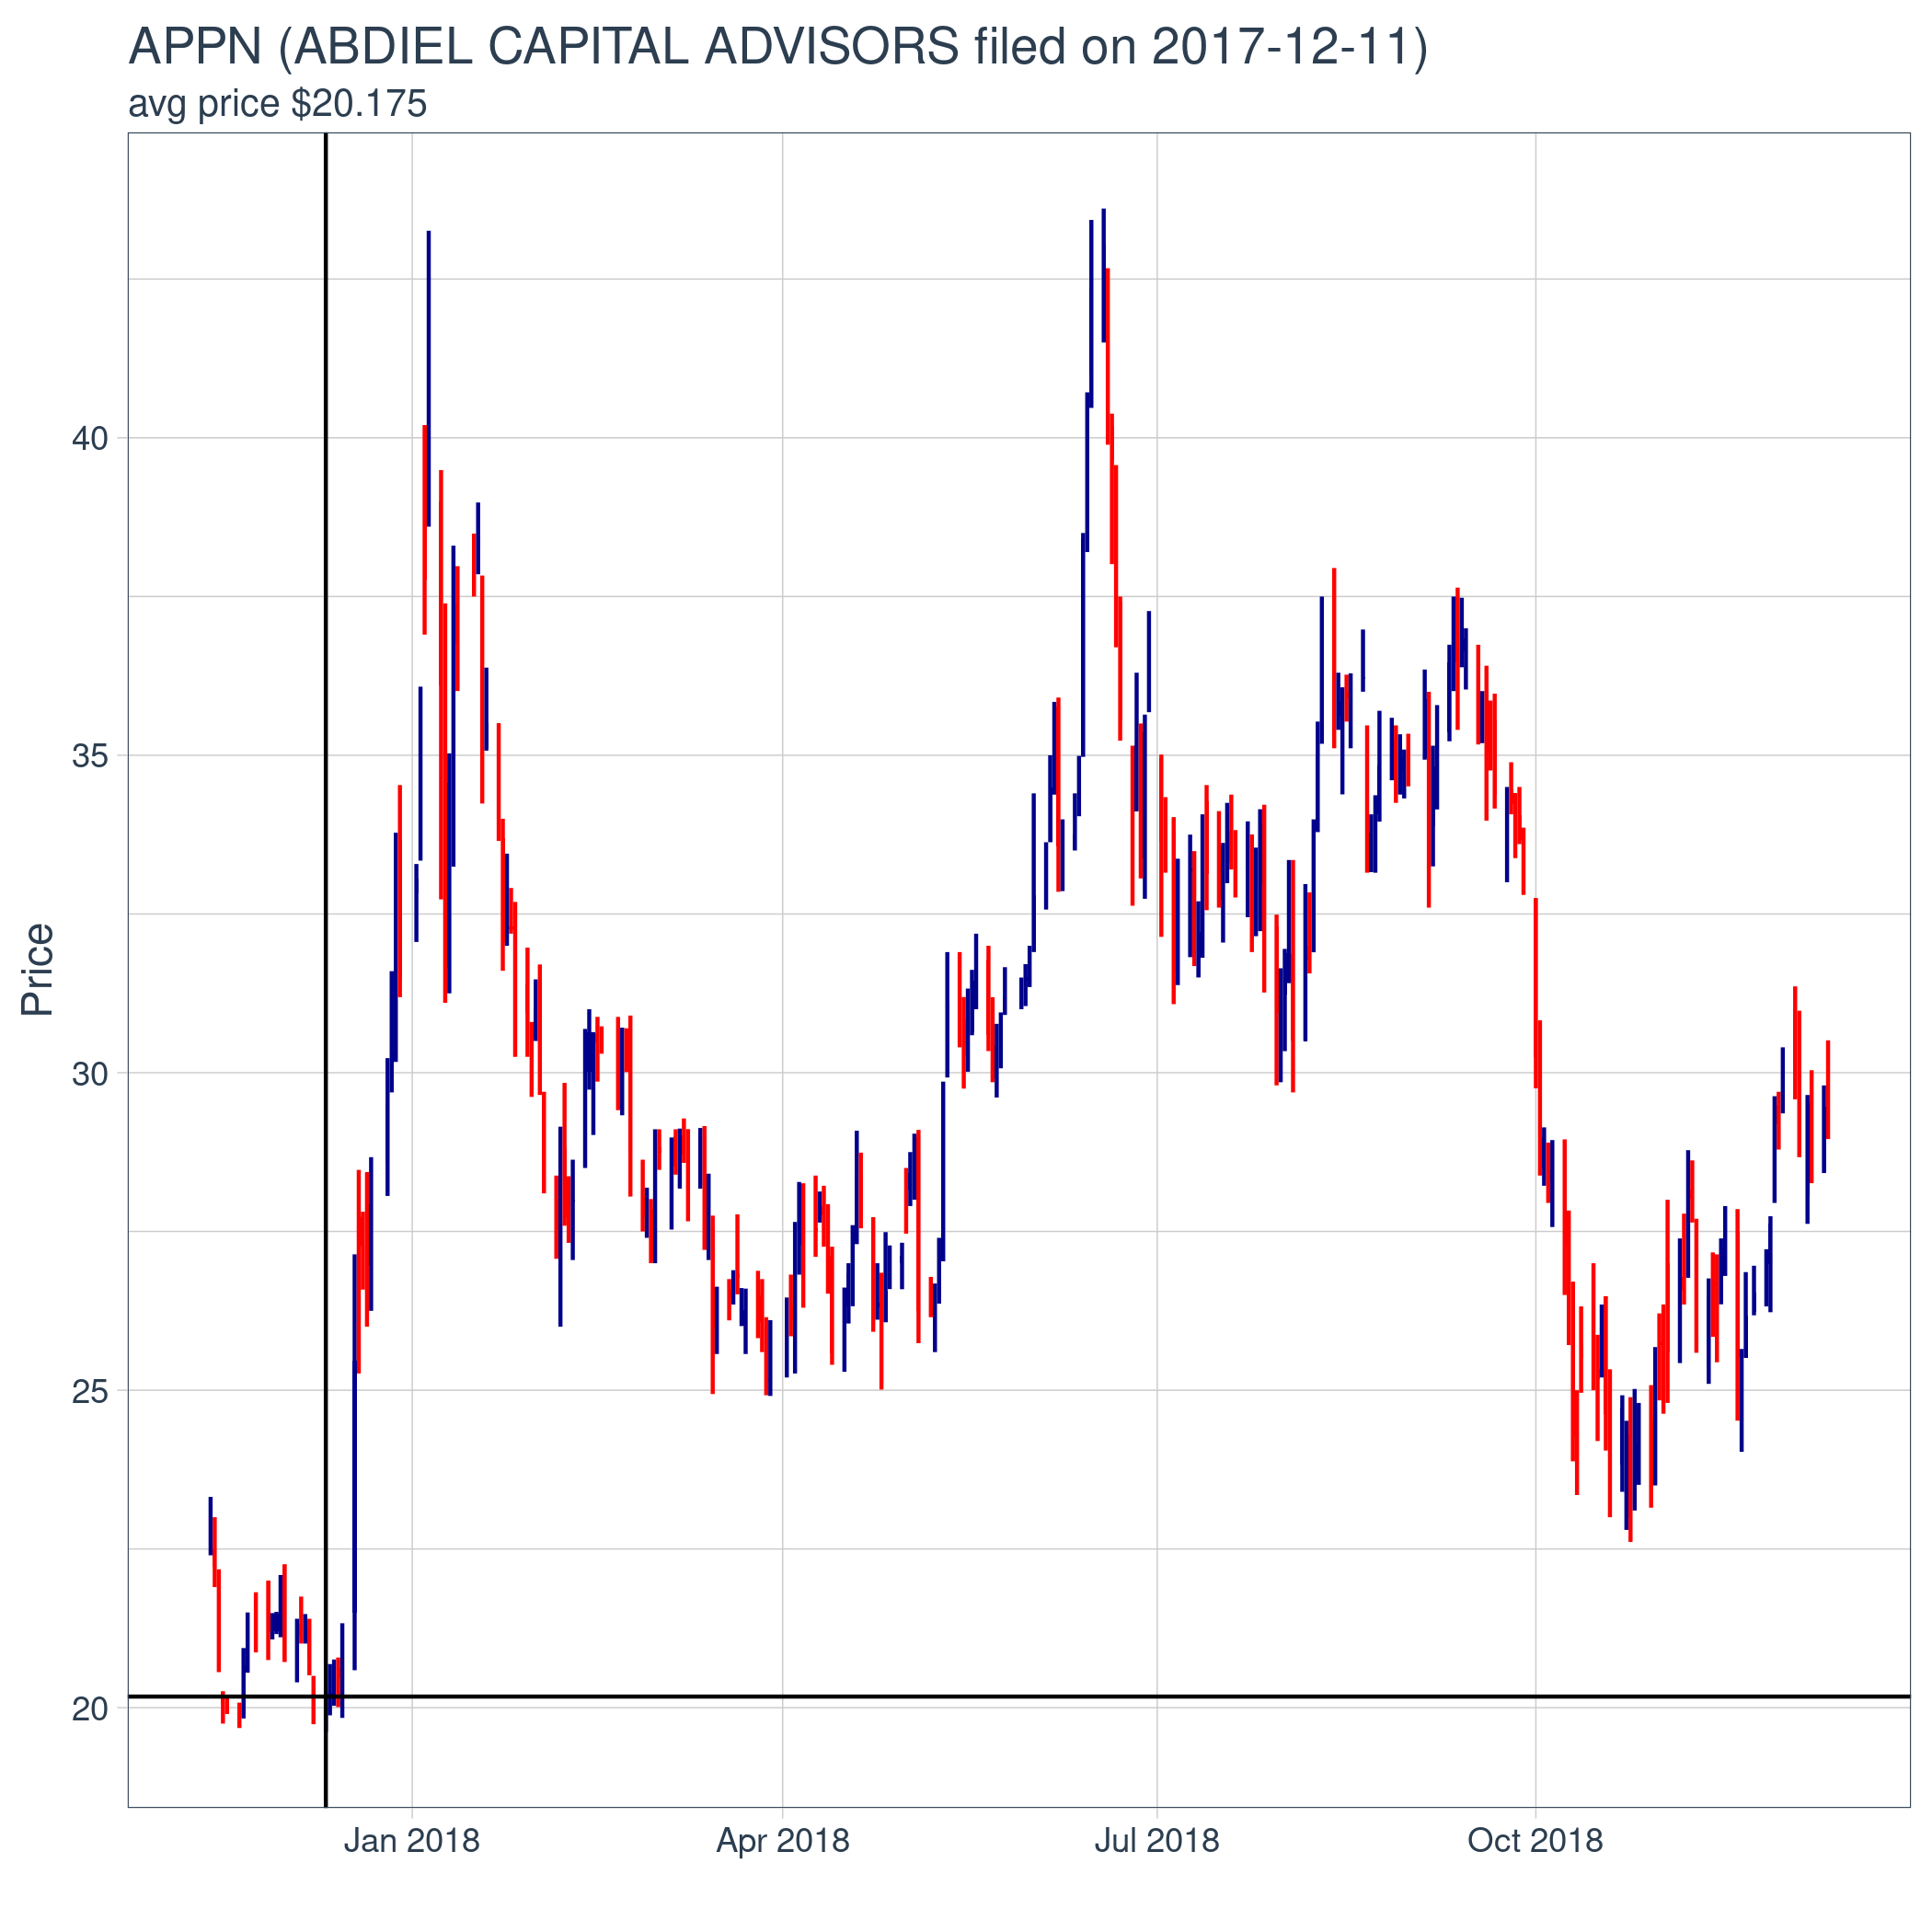 APPN (ABDIEL CAPITAL ADVISORS filed on 2017-12-11)
avg price $20.175
Price
40
35
30
25
20
Jan 2018
Apr 2018
Jul 2018
Oct 2018